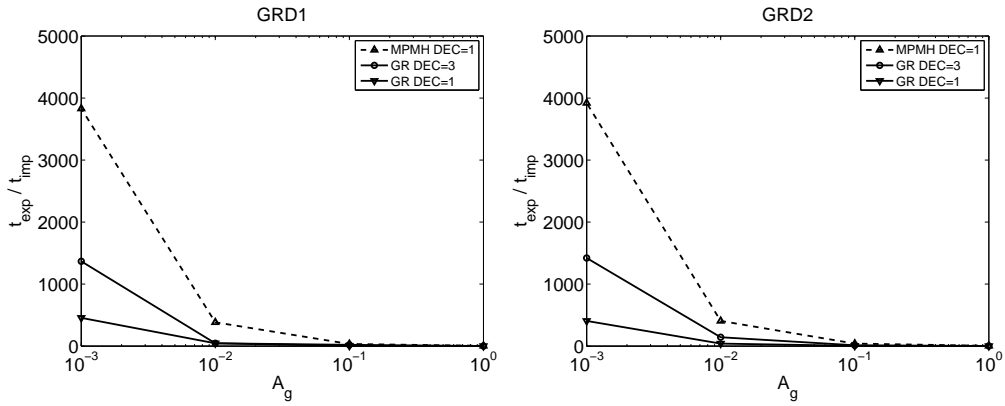 GRD1
5000
4000
3000
2000
1000
0
t_exp / t_imp
10^−3
10^−2
10^−1
10^0
A_g
MPMH DEC=1
GR DEC=3
GR DEC=1
GRD2
5000
4000
3000
2000
1000
0
t_exp / t_imp
10^−3
10^−2
10^−1
10^0
A_g
MPMH DEC=1
GR DEC=3
GR DEC=1